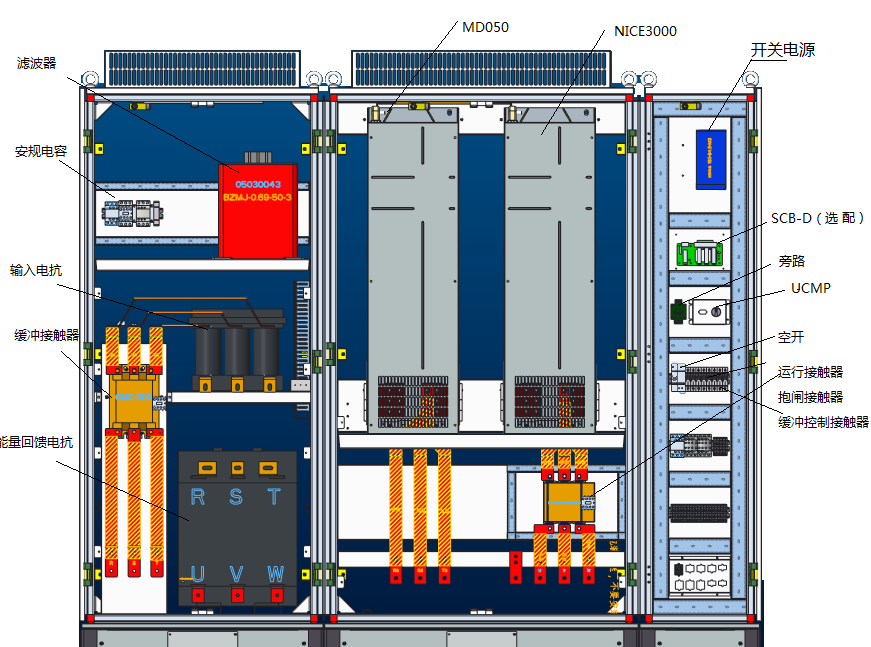 MD050
NICE3000
开关电源
滤波器
安规电容
05030043
BZMJ-0.69-50-3
SCB-D（选 配 ）
旁路
UCMP
输入电抗
缓冲接触器
空开
运行接触器
抱闸接触器
缓冲控制接触器
能量回馈电抗
R S T
U V W